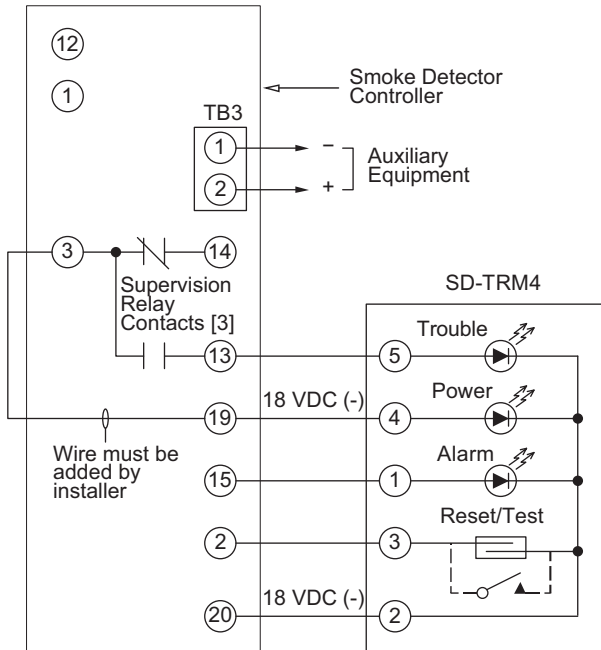 12
1
Smoke Detector
Controller
TB3
1
−
2
+
Auxiliary
Equipment
3
14
Supervision
Relay
Contacts [3]
13
SD-TRM4
5
Trouble
19
18 VDC (-)
4
Power
Wire must be
added by
installer
15
1
Alarm
2
3
Reset/Test
20
18 VDC (-)
2